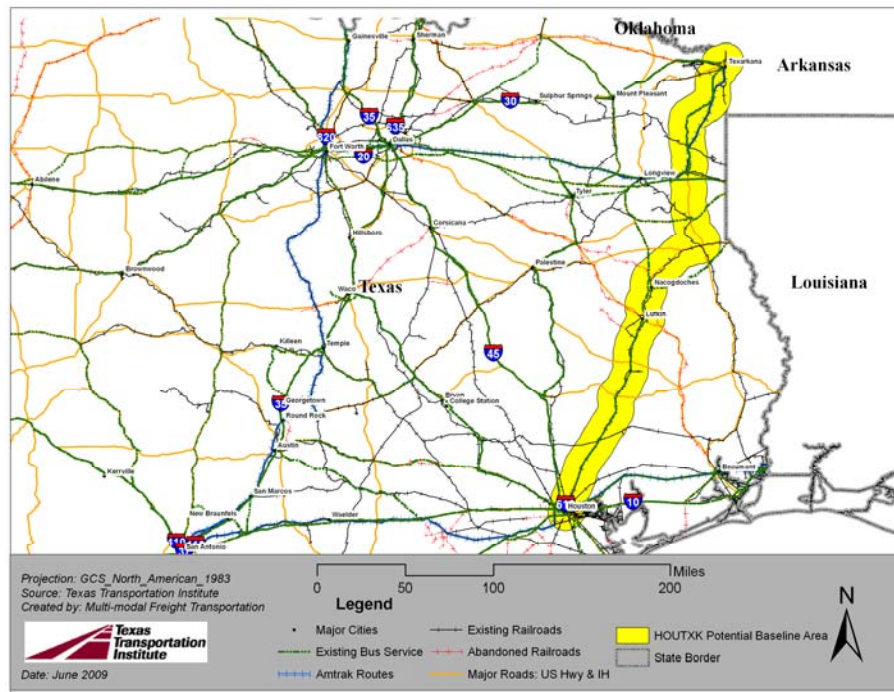 Oklahoma
Gainesville
Sherman
Texarkana
Arkansas
Sulphur Springs
Mount Pleasant
30
35
635
820
Fort Worth
Dallas
20
Abilene
Longview
Tyler
Corsicana
Hillsboro
Palestine
Brownwood
Louisiana
Waco
Texas
Nacogdoches
Lufkin
Killeen
Temple
45
Bryan
College Station
35
Georgetown
Round Rock
Austin
Kerrville
Beaumont
San Marcos
10
Houston
New Braunfels
Waelder
San Antonio
Projection: GCS_North_American_1983
Source: Texas Transportation Institute
Created by: Multi-modal Freight Transportation
Texas
Transportation
Institute
Date: June 2009
0 50 100 200
Miles
Legend
Major Cities
Existing Bus Service
Amtrak Routes
Existing Railroads
Abandoned Railroads
Major Roads: US Hwy & IH
HOUTXK Potential Baseline Area
State Border
N